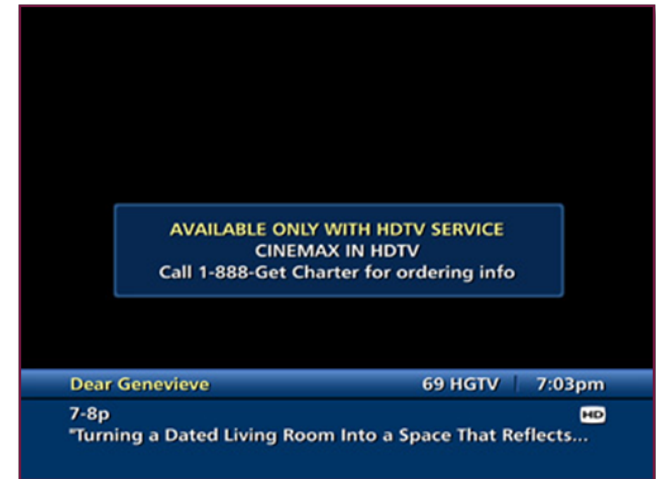 AVAILABLE ONLY WITH HDTV SERVICE
CINEMAX IN HDTV
Call 1-888-Get Charter for ordering info
Dear Genevieve 69 HGTV 7:03pm
7-8p HD
"Turning a Dated Living Room Into a Space That Reflects...